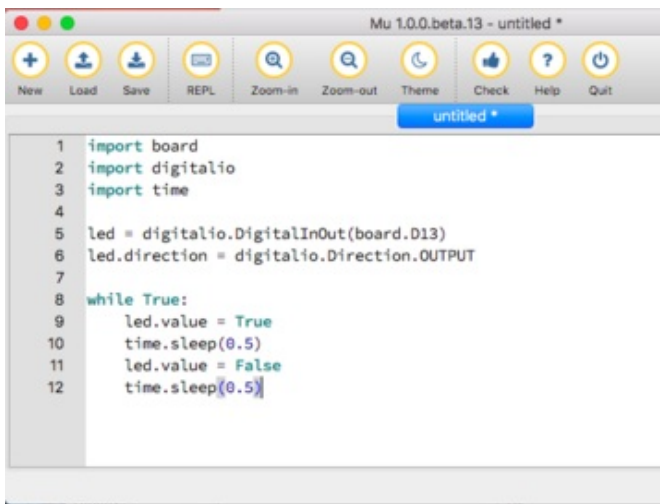 Mu 1.0.0.beta.13 - untitled *
New Load Save REPL Zoom-in Zoom-out Theme Check Help Quit
untitled *
1 import board
2 import digitalio
3 import time
4
5 led = digitalio.DigitalInOut(board.D13)
6 led.direction = digitalio.Direction.OUTPUT
7
8 while True:
9     led.value = True
10     time.sleep(0.5)
11     led.value = False
12     time.sleep(0.5)